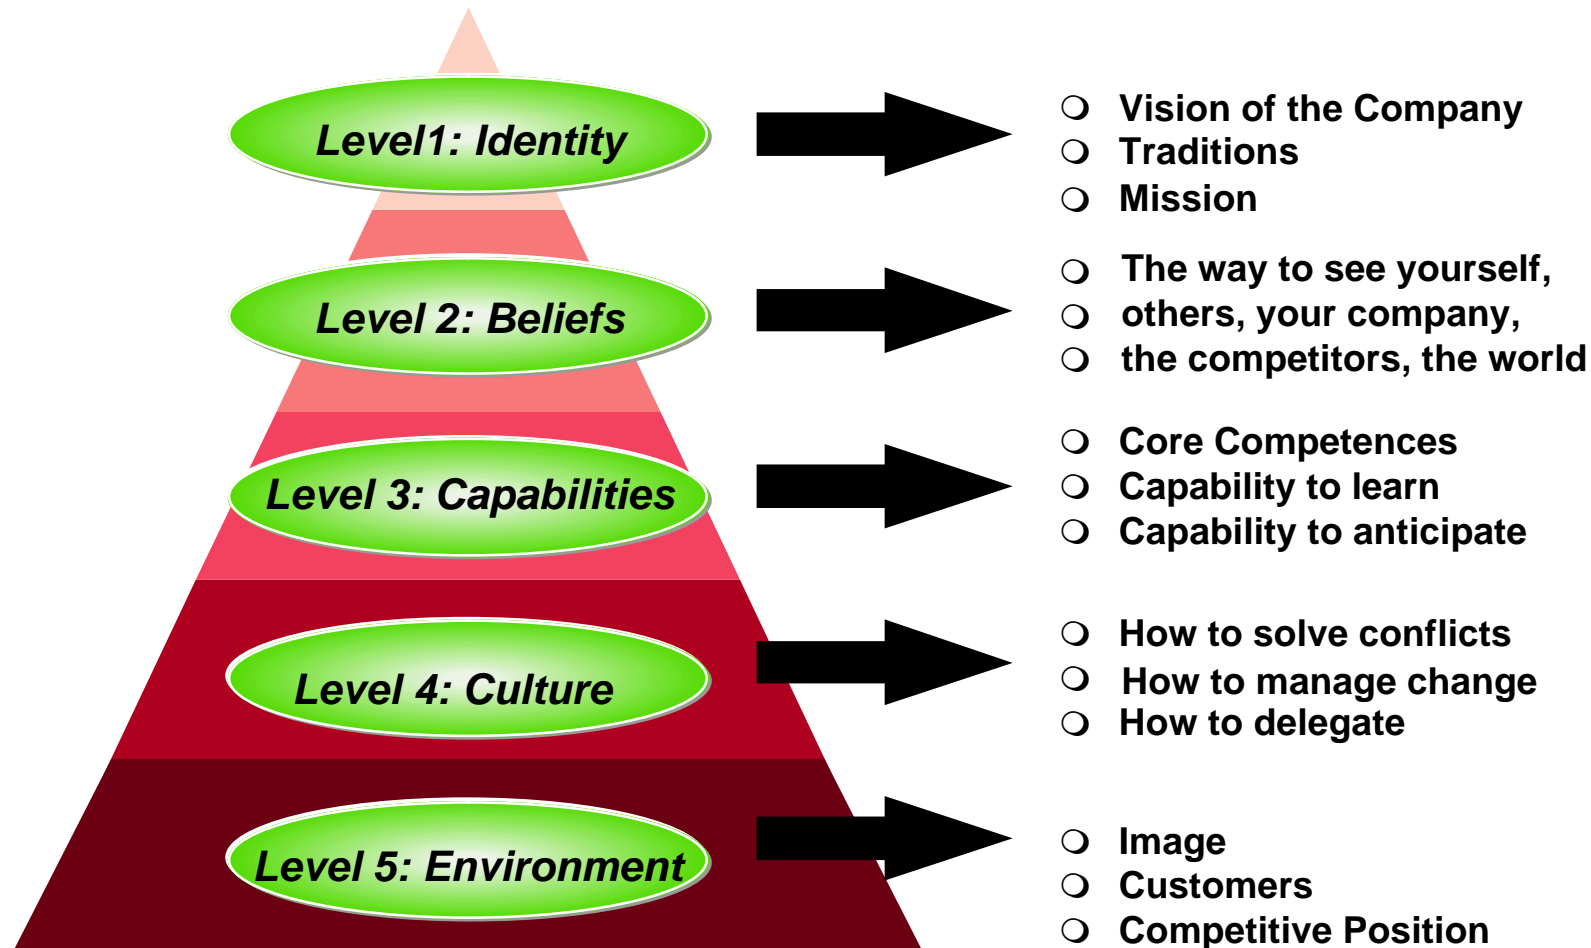 Level1: Identity
❍ Vision of the Company
❍ Traditions
❍ Mission
Level 2: Beliefs
❍ The way to see yourself,
❍ others, your company,
❍ the competitors, the world
Level 3: Capabilities
❍ Core Competences
❍ Capability to learn
❍ Capability to anticipate
Level 4: Culture
❍ How to solve conflicts
❍ How to manage change
❍ How to delegate
Level 5: Environment
❍ Image
❍ Customers
❍ Competitive Position